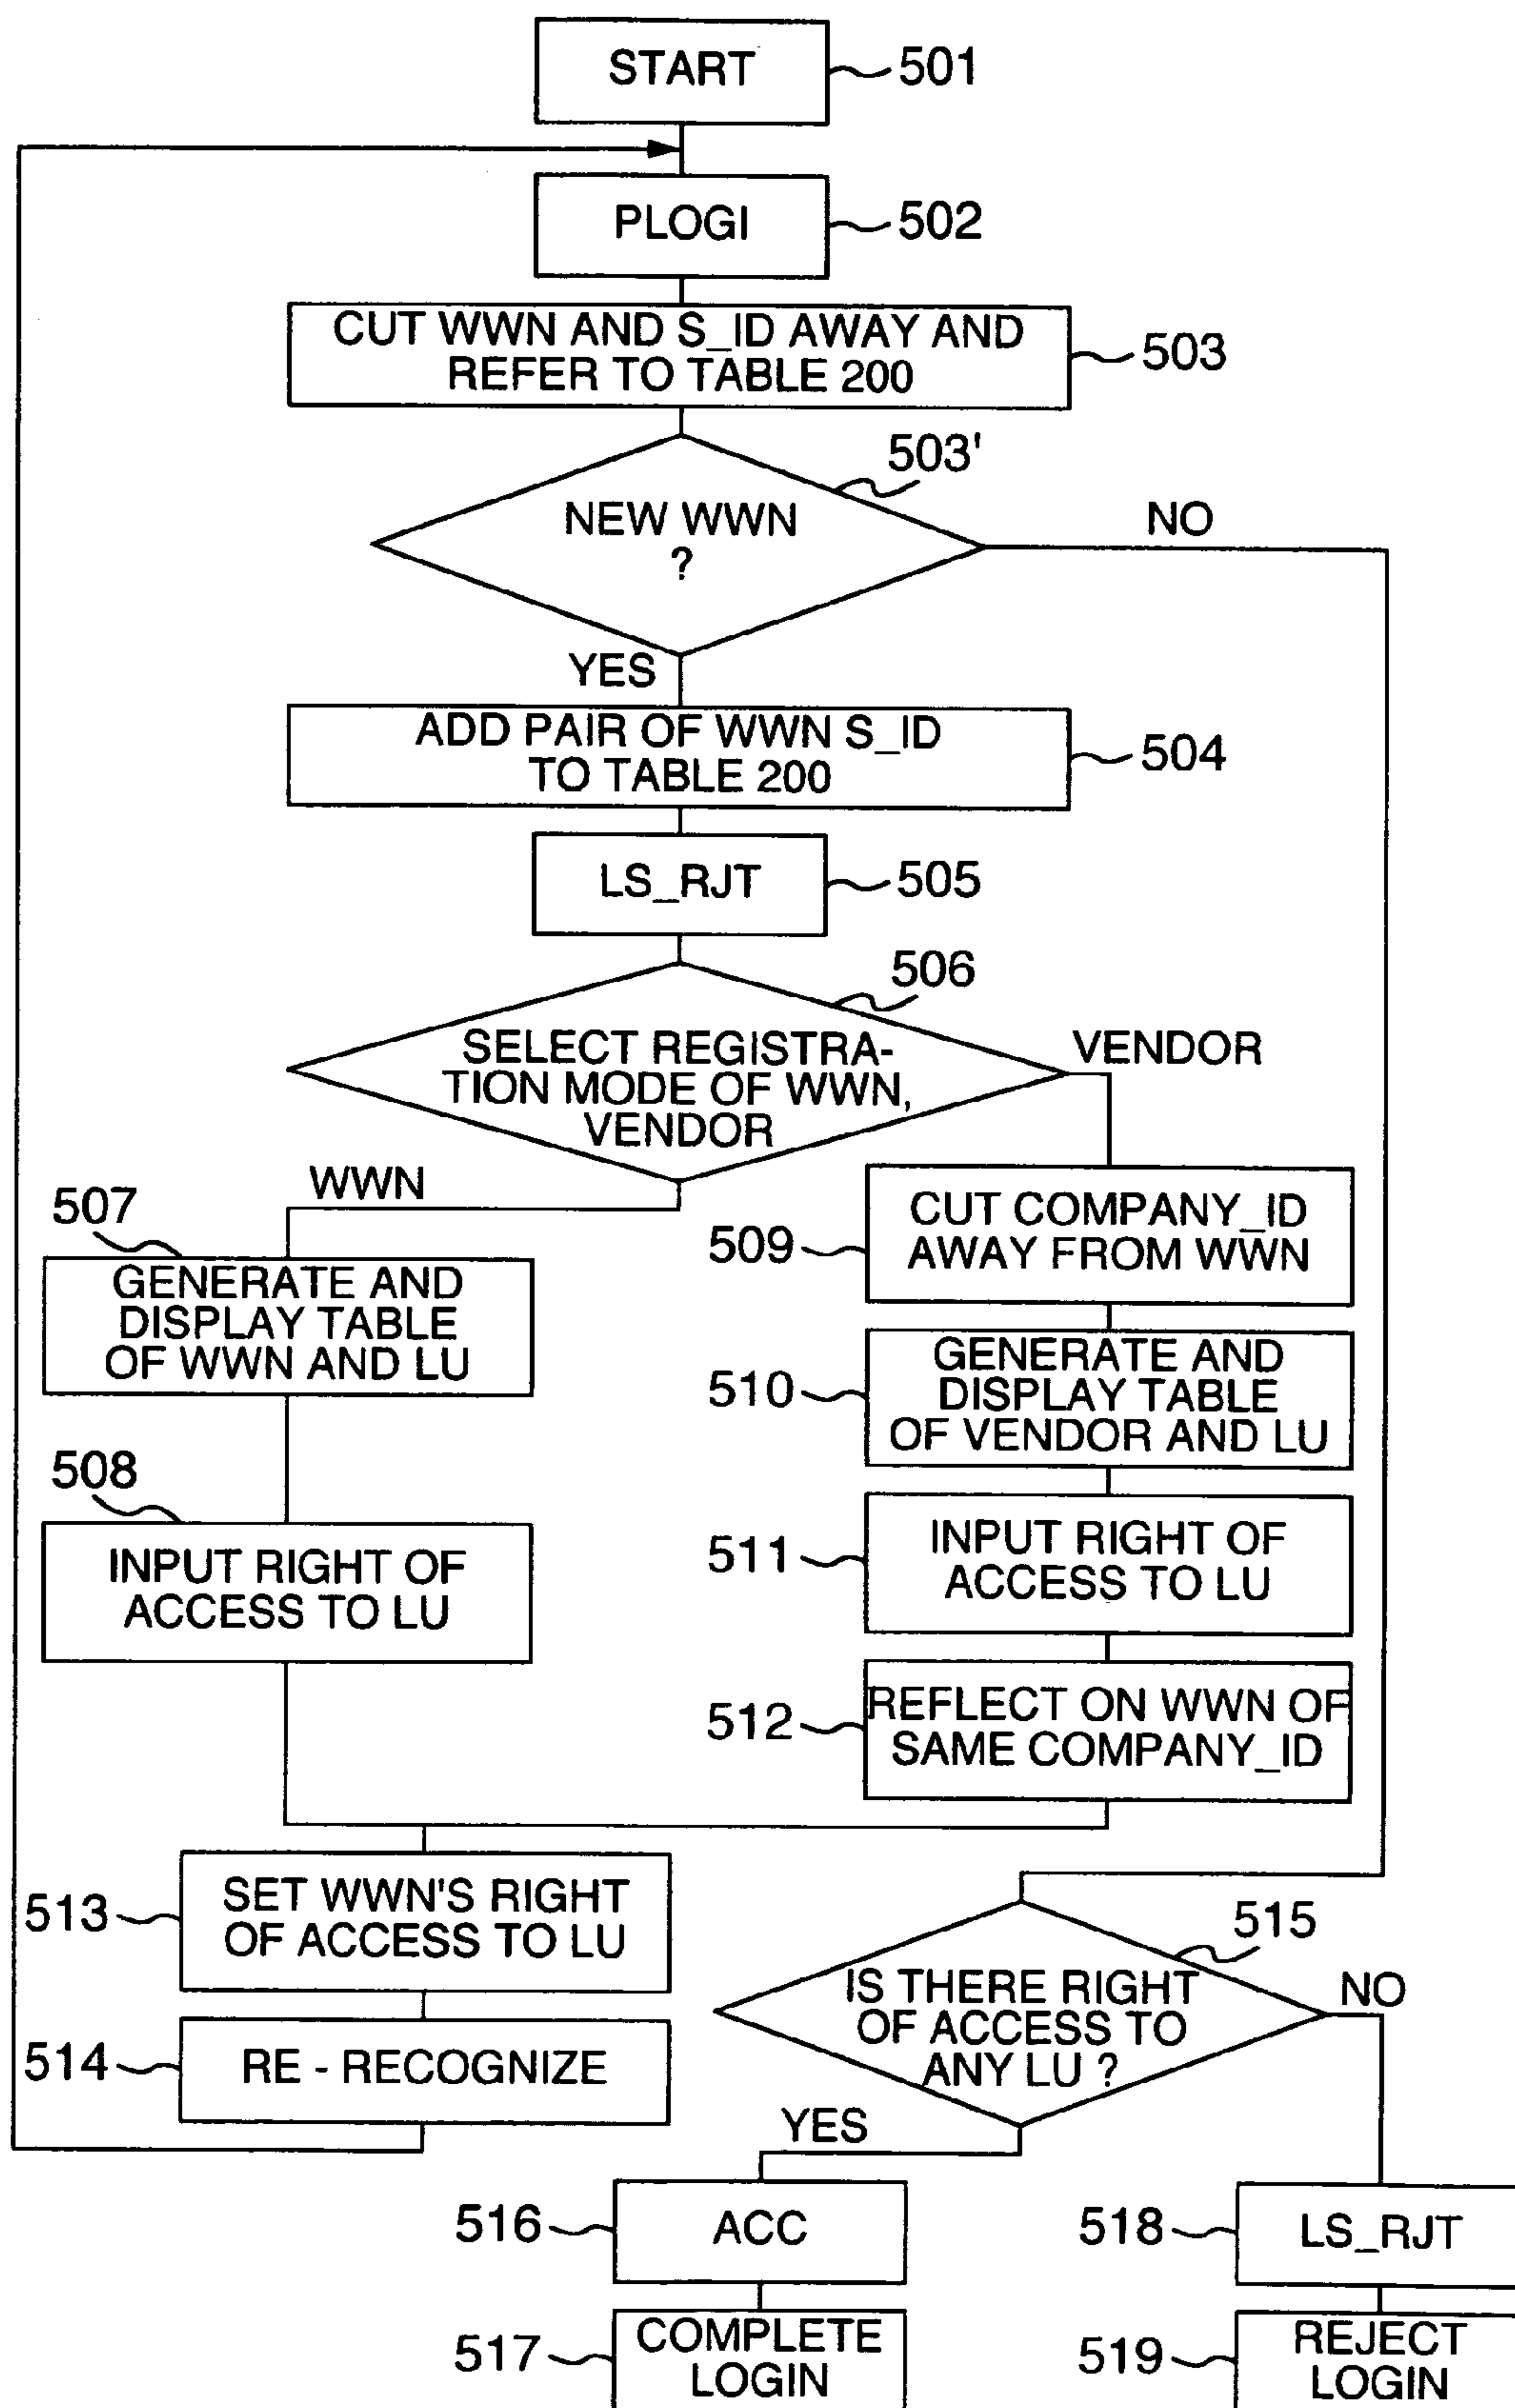 START
501
PLOGI
502
CUT WWN AND S_ID AWAY AND
REFER TO TABLE 200
503
503'
NEW WWN
?
NO
YES
ADD PAIR OF WWN S_ID
TO TABLE 200
504
LS_RJT
505
506
SELECT REGISTRA-
TION MODE OF WWN,
VENDOR
VENDOR
WWN
507
GENERATE AND
DISPLAY TABLE
OF WWN AND LU
508
INPUT RIGHT OF
ACCESS TO LU
CUT COMPANY_ID
AWAY FROM WWN
509
GENERATE AND
DISPLAY TABLE
OF VENDOR AND LU
510
INPUT RIGHT OF
ACCESS TO LU
511
REFLECT ON WWN OF
SAME COMPANY_ID
512
SET WWN'S RIGHT
OF ACCESS TO LU
513
RE - RECOGNIZE
514
515
IS THERE RIGHT
OF ACCESS TO
ANY LU ?
NO
YES
516
ACC
517
COMPLETE
LOGIN
518
LS_RJT
519
REJECT
LOGIN